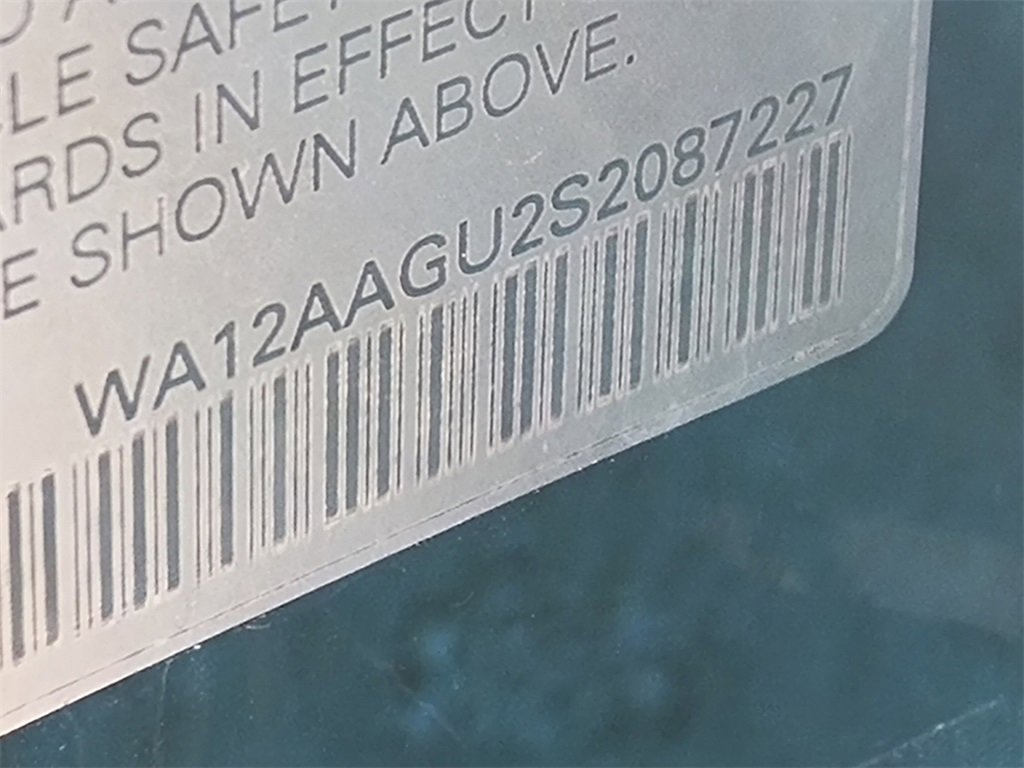 LE SAFE
ARDS IN EFFECT
E SHOWN ABOVE.
WA12AAGU2S2087227